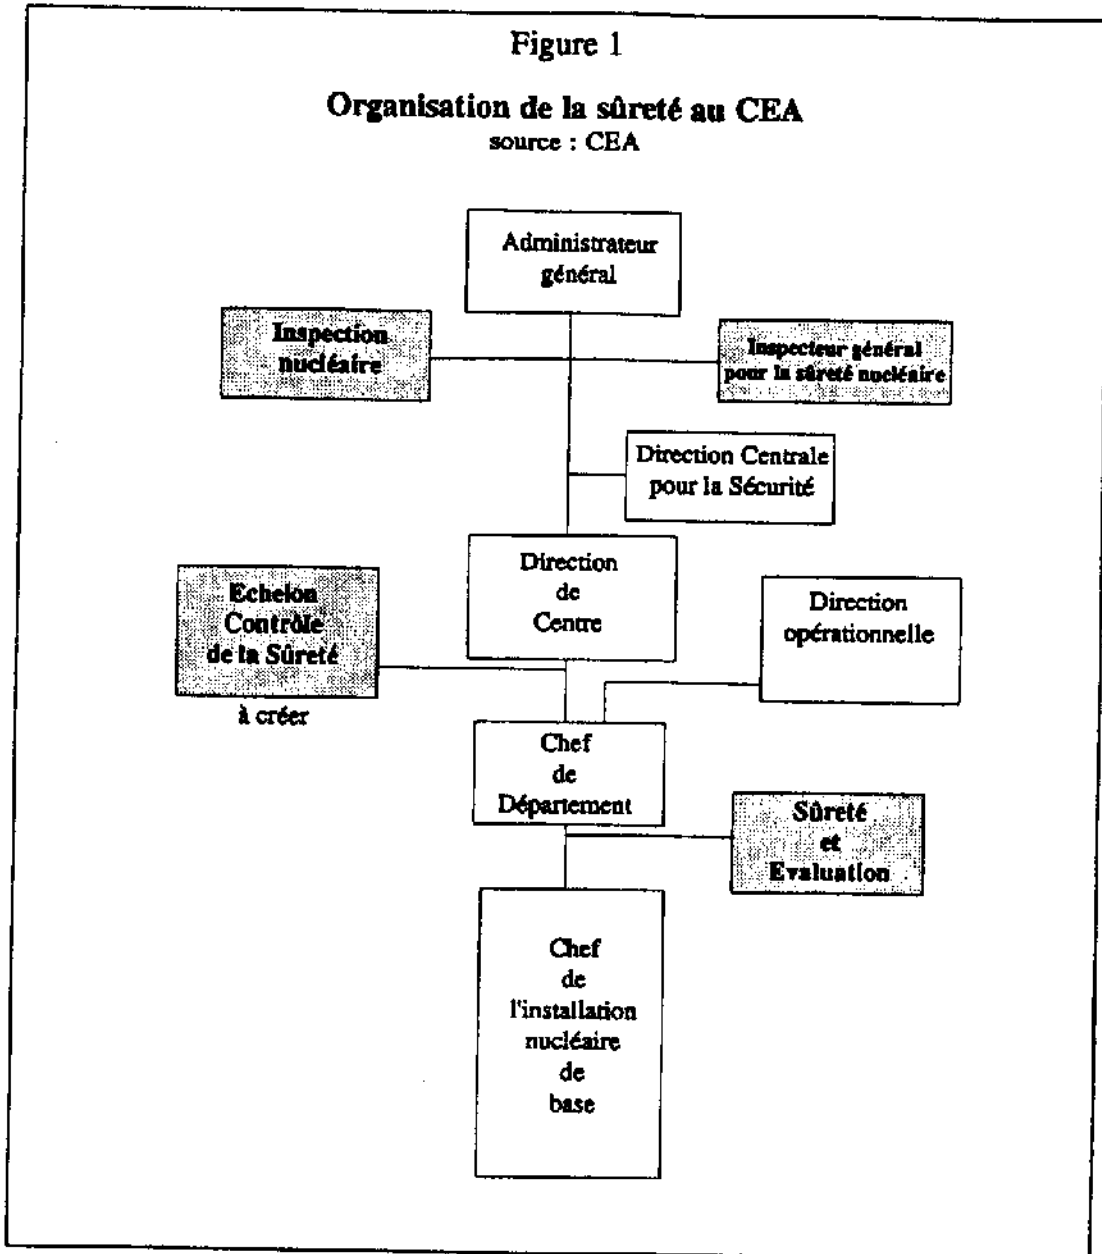 Figure 1
Organisation de la sûreté au CEA
source : CEA
Administrateur
général
Inspection
nucléaire
Inspecteur général
pour la sûreté nucléaire
Direction Centrale
pour la Sécurité
Direction
de
Centre
Echelon
Contrôle
de la Sûreté
à créer
Direction
opérationnelle
Chef
de
Département
Sûreté
et
Evaluation
Chef
de
l'installation
nucléaire
de
base